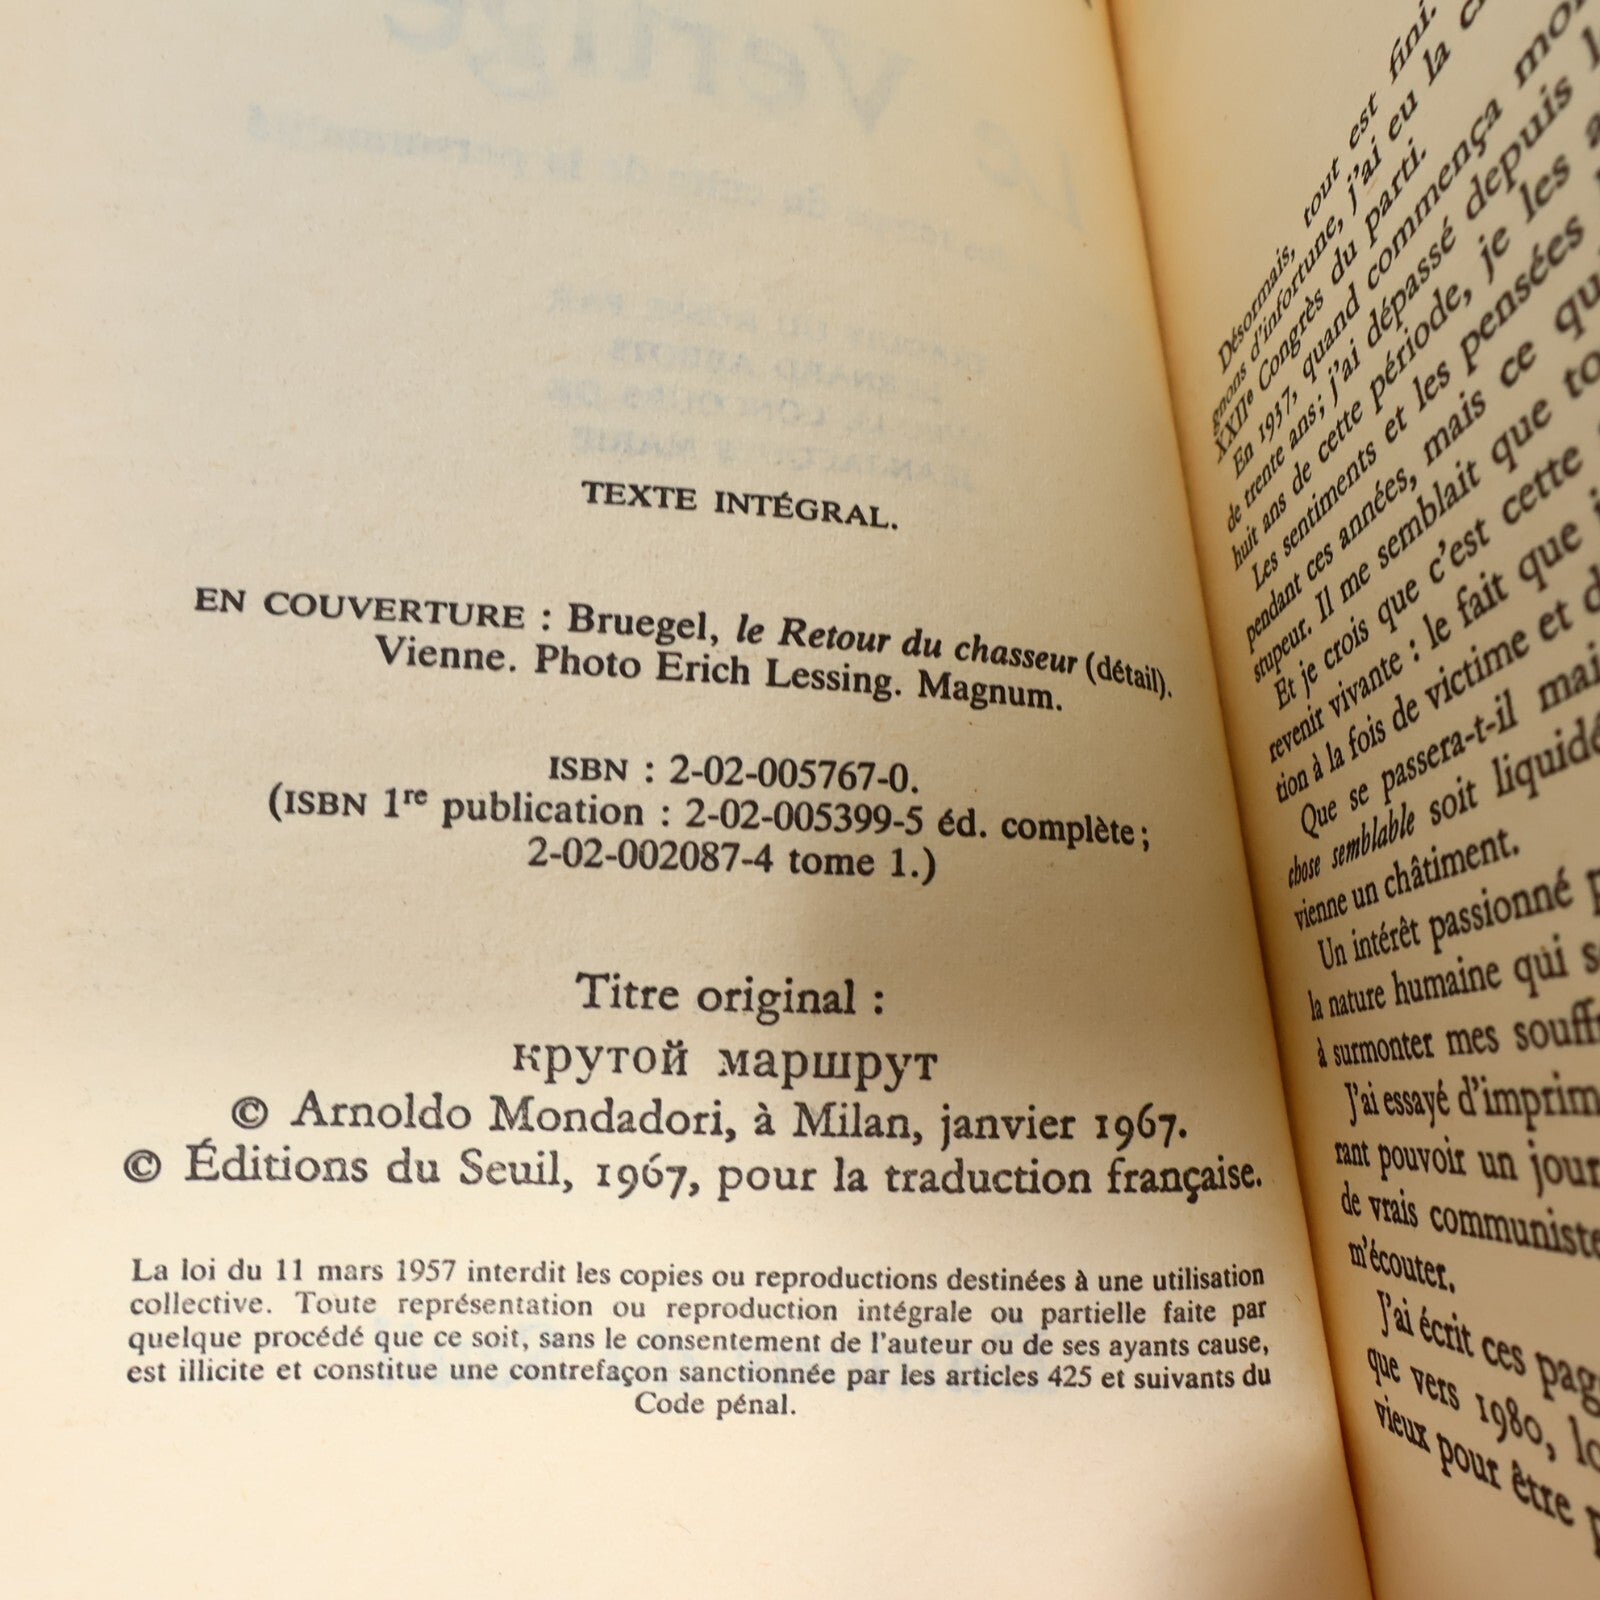 TEXTE INTÉGRAL.
EN COUVERTURE : Bruegel, le Retour du chasseur (détail).
Vienne. Photo Erich Lessing. Magnum.
ISBN : 2-02-005767-0.
(ISBN 1re publication : 2-02-005399-5 éd. complète ;
2-02-002087-4 tome 1.)
Titre original :
крутой маршрут
© Arnoldo Mondadori, à Milan, janvier 1967.
© Éditions du Seuil, 1967, pour la traduction française.
La loi du 11 mars 1957 interdit les copies ou reproductions destinées à une utilisation
collective. Toute représentation ou reproduction intégrale ou partielle faite par
quelque procédé que ce soit, sans le consentement de l'auteur ou de ses ayants cause,
est illicite et constitue une contrefaçon sanctionnée par les articles 425 et suivants du
Code pénal.
Désormais, tout est fini.
gnons d'infortune, j'ai eu la
XXIIe Congrès du parti.
En 1937, quand commença
de trente ans ; j'ai dépassé depuis
huit ans de cette période, je les
Les sentiments et les pensées
pendant ces années, mais ce
stupeur. Il me semblait que
Et je crois que c'est cette
revenir vivante : le fait que
tion à la fois de victime et
Que se passera-t-il
chose semblable soit
vienne un châtiment.
Un intérêt passionné
la nature humaine qui
à surmonter mes
J'ai essayé
rant pouvoir un jour
de vrais
m'écouter.
J'ai écrit ces
que vers 1980,
vieux pour être